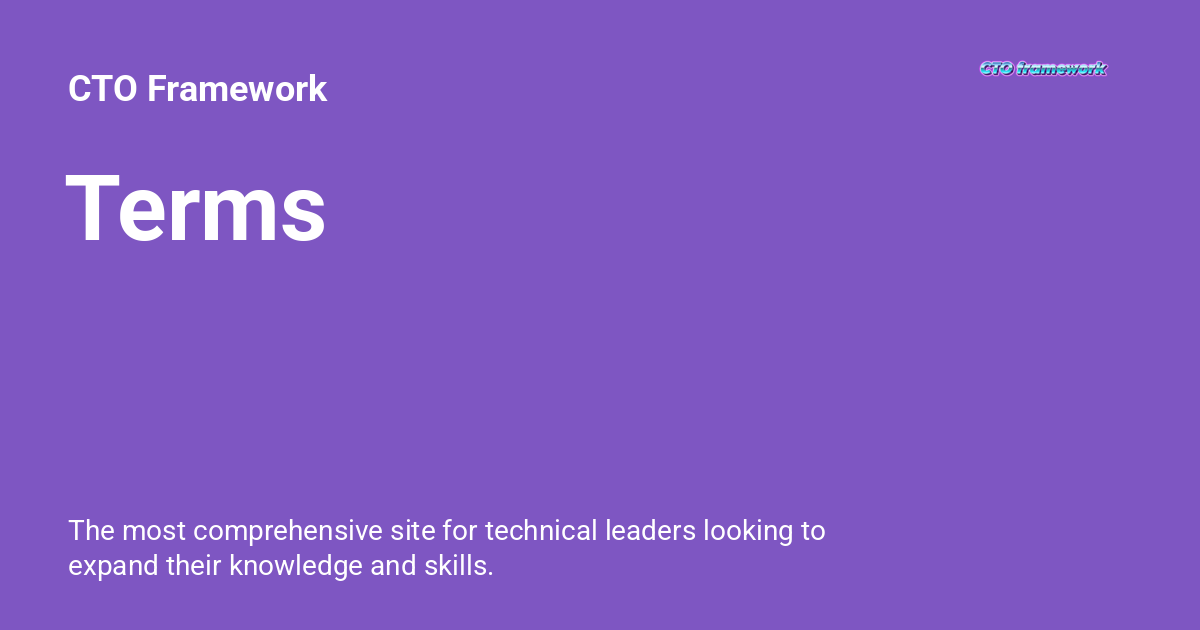 CTO Framework
CTO framework
Terms
The most comprehensive site for technical leaders looking to
expand their knowledge and skills.